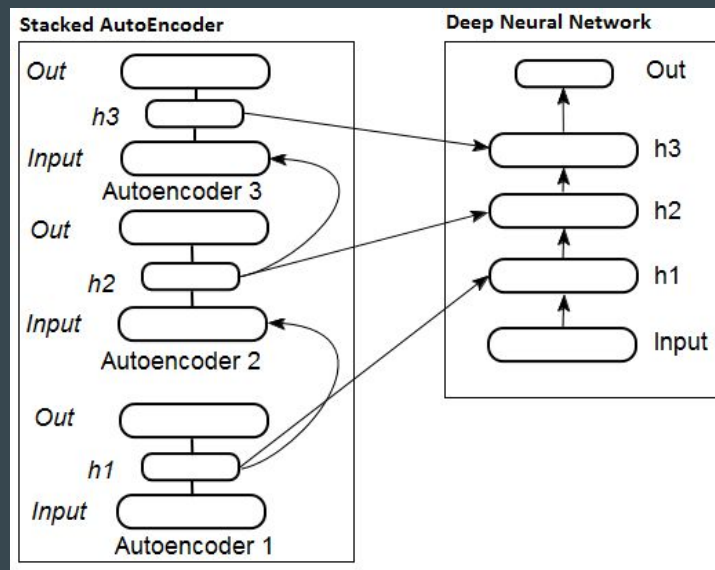 Stacked AutoEncoder
Out
h3
Input
Autoencoder 3
Out
h2
Input
Autoencoder 2
Out
h1
Input
Autoencoder 1
Deep Neural Network
Out
h3
h2
h1
Input